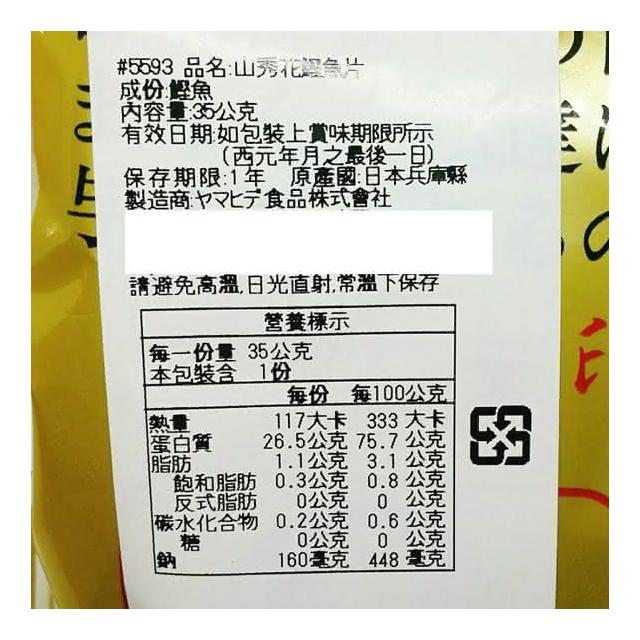 #5593 品名:山秀花鰹魚片
成份:鰹魚
內容量:35公克
有效日期:如包裝上賞味期限所示
(西元年月之最後一日)
保存期限:1年 原產國:日本兵庫縣
製造商:ヤマヒデ食品株式會社
請避免高溫,日光直射,常溫下保存
營養標示
每一份量 35公克
本包裝含 1份
每份 每100公克
熱量 117大卡 333 大卡
蛋白質 26.5公克 75.7 公克
脂肪 1.1公克 3.1 公克
飽和脂肪 0.3公克 0.8 公克
反式脂肪 0公克 0 公克
碳水化合物 0.2公克 0.6 公克
糖 0公克 0 公克
鈉 160毫克 448 毫克